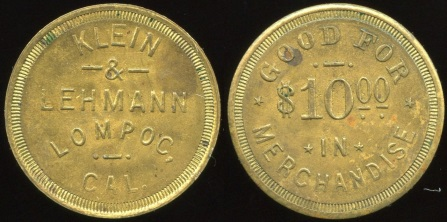 KLEIN
- & -
LEHMANN
LOMPOC,
CAL.
GOOD FOR
$10.00
* IN *
MERCHANDISE